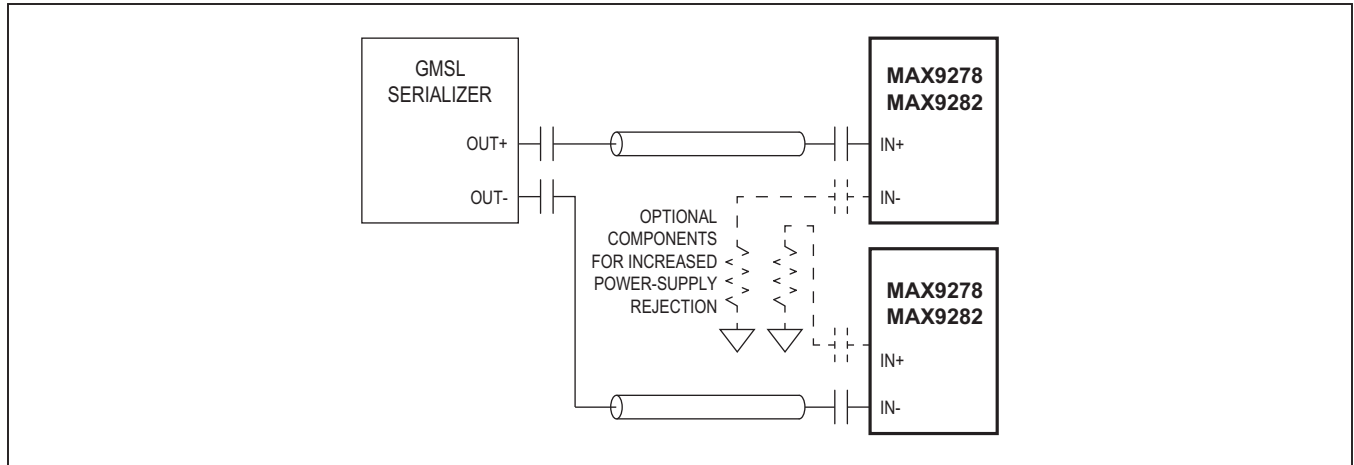 GMSL
SERIALIZER
OUT+
OUT-
MAX9278
MAX9282
IN+
IN-
OPTIONAL
COMPONENTS
FOR INCREASED
POWER-SUPPLY
REJECTION
MAX9278
MAX9282
IN+
IN-